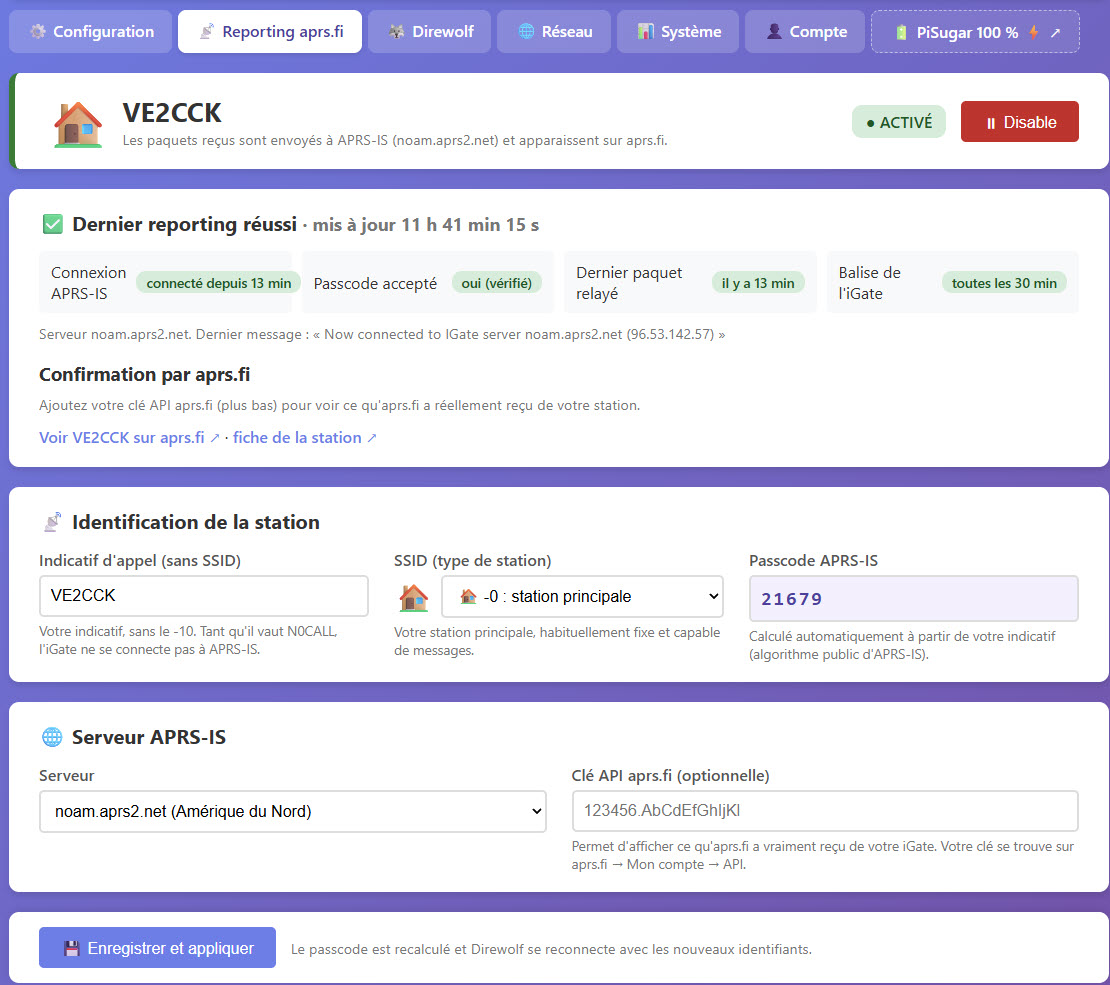 Configuration
Reporting aprs.fi
Direwolf
Réseau
Système
Compte
PiSugar 100 % ↗
VE2CCK
Les paquets reçus sont envoyés à APRS-IS (noam.aprs2.net) et apparaissent sur aprs.fi.
● ACTIVÉ
Disable
Dernier reporting réussi · mis à jour 11 h 41 min 15 s
Connexion
APRS-IS
connecté depuis 13 min
Passcode accepté
oui (vérifié)
Dernier paquet
relayé
il y a 13 min
Balise de
l'iGate
toutes les 30 min
Serveur noam.aprs2.net. Dernier message : « Now connected to IGate server noam.aprs2.net (96.53.142.57) »
Confirmation par aprs.fi
Ajoutez votre clé API aprs.fi (plus bas) pour voir ce qu'aprs.fi a réellement reçu de votre station.
Voir VE2CCK sur aprs.fi ↗ · fiche de la station ↗
Identification de la station
Indicatif d'appel (sans SSID)
VE2CCK
Votre indicatif, sans le -10. Tant qu'il vaut N0CALL,
l'iGate ne se connecte pas à APRS-IS.
SSID (type de station)
-0 : station principale
Votre station principale, habituellement fixe et capable
de messages.
Passcode APRS-IS
21679
Calculé automatiquement à partir de votre indicatif
(algorithme public d'APRS-IS).
Serveur APRS-IS
Serveur
noam.aprs2.net (Amérique du Nord)
Clé API aprs.fi (optionnelle)
123456.AbCdEfGhIjKl
Permet d'afficher ce qu'aprs.fi a vraiment reçu de votre iGate. Votre clé se trouve sur
aprs.fi → Mon compte → API.
Enregistrer et appliquer
Le passcode est recalculé et Direwolf se reconnecte avec les nouveaux identifiants.